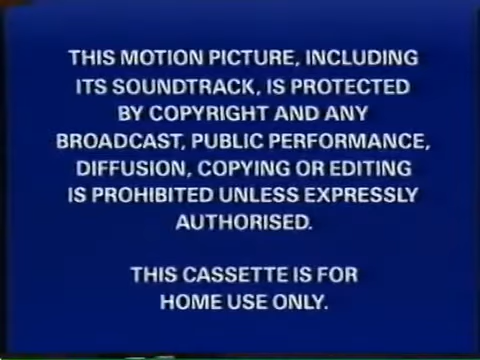 THIS MOTION PICTURE, INCLUDING
ITS SOUNDTRACK, IS PROTECTED
BY COPYRIGHT AND ANY
BROADCAST, PUBLIC PERFORMANCE,
DIFFUSION, COPYING OR EDITING
IS PROHIBITED UNLESS EXPRESSLY
AUTHORISED.
THIS CASSETTE IS FOR
HOME USE ONLY.